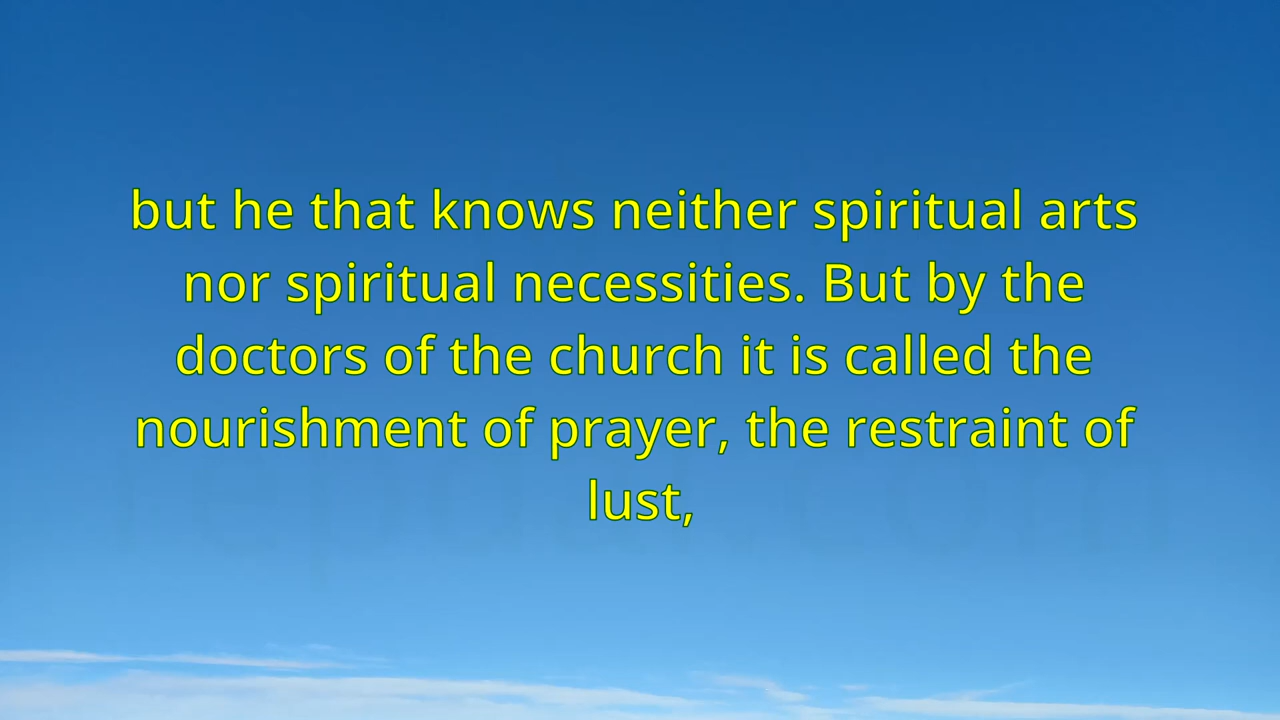 but he that knows neither spiritual arts
nor spiritual necessities. But by the
doctors of the church it is called the
nourishment of prayer, the restraint of
lust,